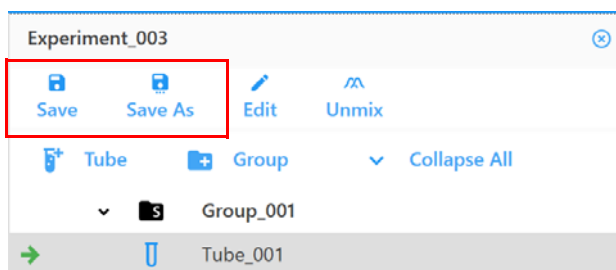 Experiment_003
Save Save As Edit Unmix
Tube Group Collapse All
S Group_001
Tube_001